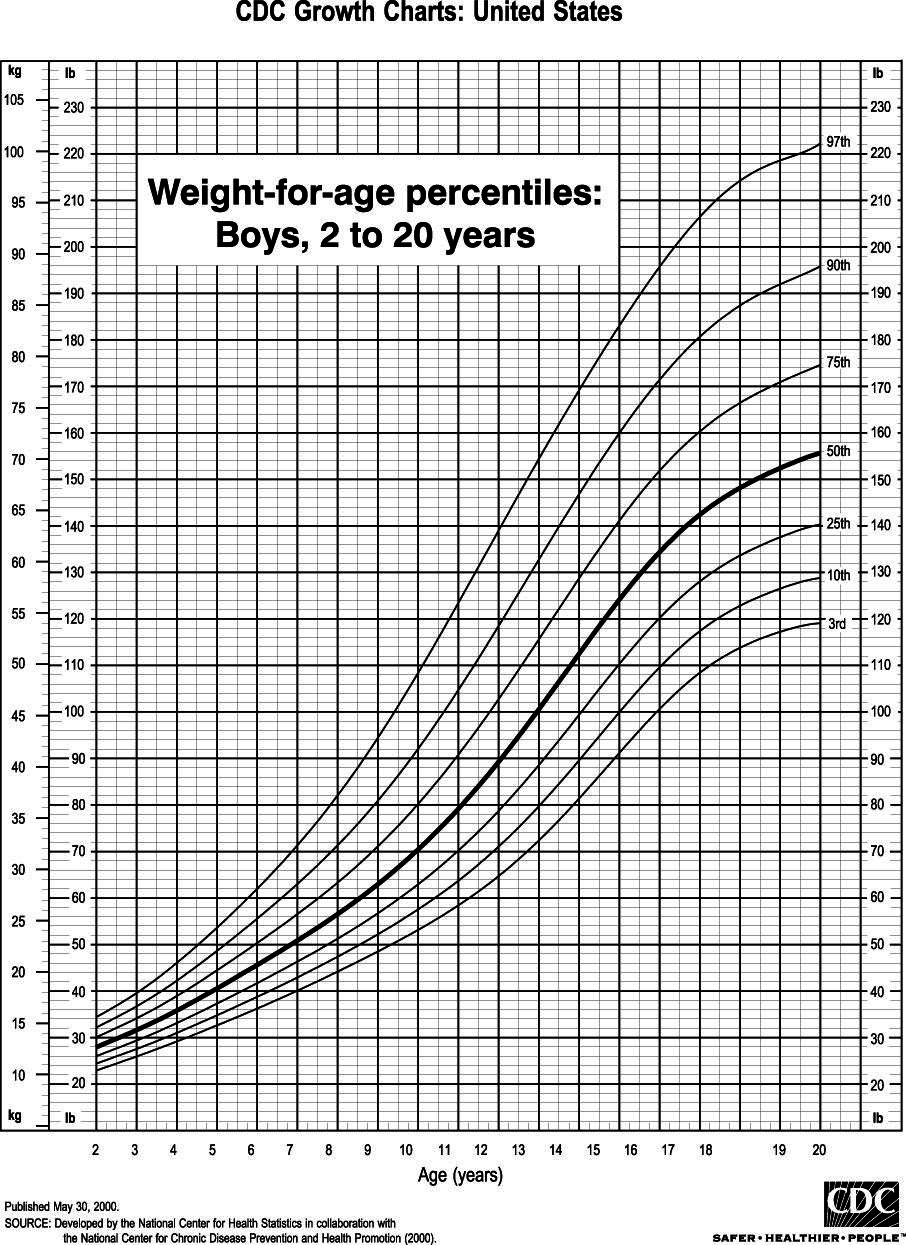 CDC Growth Charts: United States
kg
lb
lb
105
230
230
97th
100
220
220
Weight-for-age percentiles:
Boys, 2 to 20 years
95
210
210
90
200
200
90th
85
190
190
80
180
180
75th
75
170
170
160
160
70
50th
150
150
65
140
25th
140
60
130
10th
130
55
120
3rd
120
50
110
110
45
100
100
40
90
90
35
80
80
70
70
30
60
60
25
50
50
20
40
40
15
30
30
10
20
20
kg
lb
lb
2 3 4 5 6 7 8 9 10 11 12 13 14 15 16 17 18 19 20
Age (years)
Published May 30, 2000.
SOURCE: Developed by the National Center for Health Statistics in collaboration with
the National Center for Chronic Disease Prevention and Health Promotion (2000).
CDC
SAFER • HEALTHIER • PEOPLE™